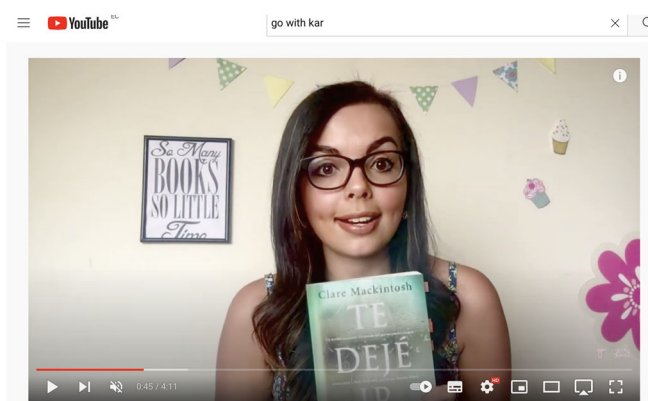 YouTube EC
go with kar
So Many
BOOKS
SO LITTLE
Time
Clare Mackintosh
TE
DEJÉ
IR
0:45 / 4:11
HD